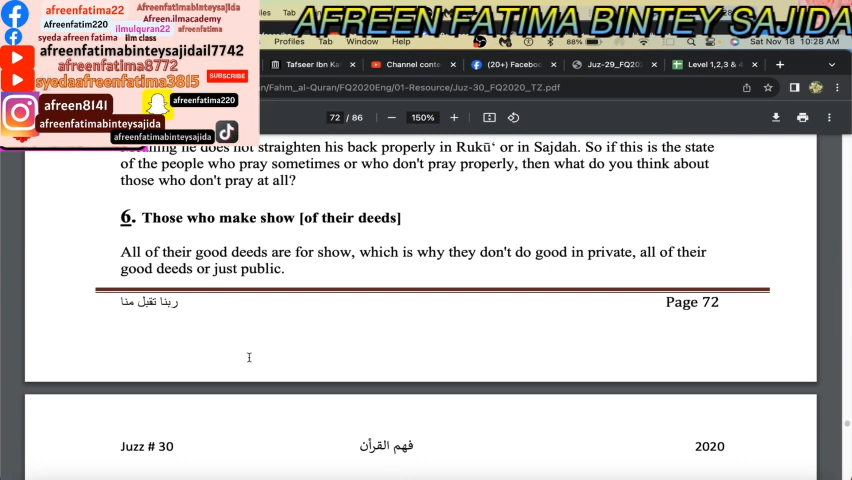 afreenfatima22
Afreenfatima220
Afreen.ilmacademy
ilmulquran22
syeda afreen fatima
ilm class
afreenfatima
afreenfatimabinteysajidail7742
afreenfatima8772
syedaafreenfatima3815
SUBSCRIBE
afreen8141
afreenfatima220
afreenfatimabinteysajida
afreenfatimabinteysajida
AFREEN FATIMA BINTEY SAJIDA
Profiles Tab Window Help 88% Sat Nov 18 10:28 AM
Tafseer Ibn Ka
Channel conte
(20+) Faceboo
Juz-29_FQ202
Level 1,2,3 & 4
an/Fahm_al-Quran/FQ2020Eng/01-Resource/Juz-30_FQ2020_TZ.pdf
72 / 86 — 150% +
he does not straighten his back properly in Rukū‘ or in Sajdah. So if this is the state
of the people who pray sometimes or who don't pray properly, then what do you think about
those who don't pray at all?
6. Those who make show [of their deeds]
All of their good deeds are for show, which is why they don't do good in private, all of their
good deeds or just public.
ربنا تقبل منا
Page 72
Juzz # 30
فهم القرأن
2020